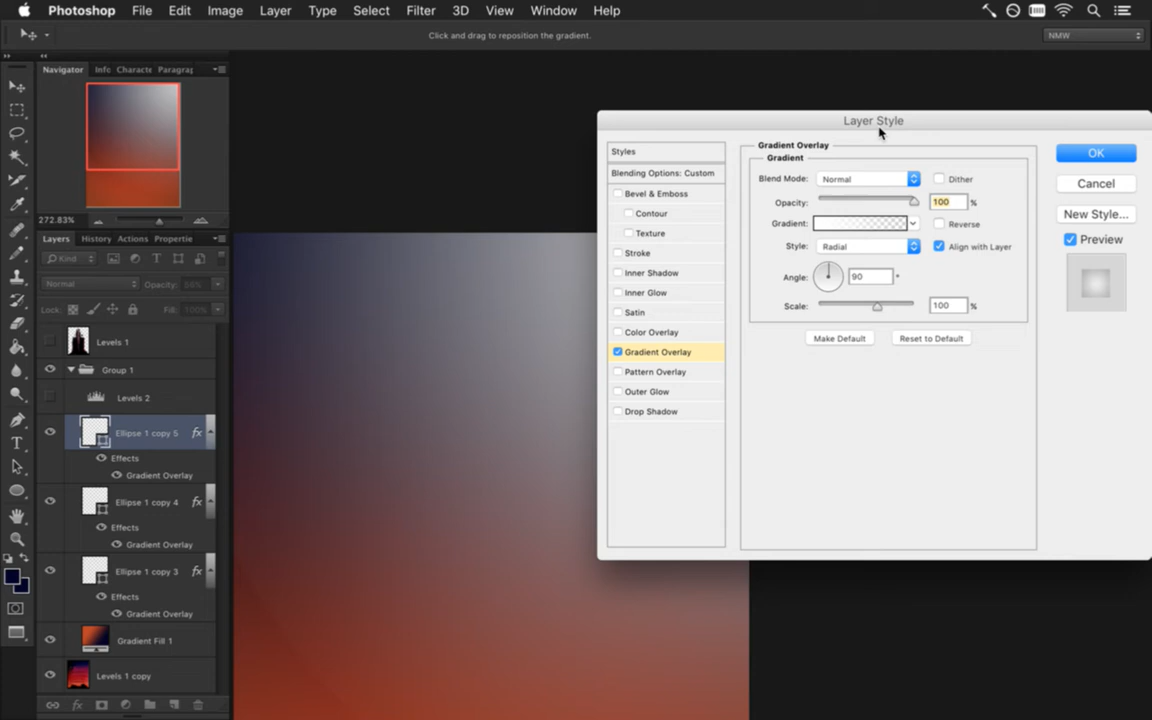 Photoshop File Edit Image Layer Type Select Filter 3D View Window Help
Click and drag to reposition the gradient.
NMW
Navigator Info Characte Paragra
272.83%
Layers History Actions Propertie
Kind
Normal Opacity: 86%
Lock: Fill: 100%
Levels 1
Group 1
Levels 2
Ellipse 1 copy 5 fx
Effects
Gradient Overlay
Ellipse 1 copy 4 fx
Effects
Gradient Overlay
Ellipse 1 copy 3 fx
Effects
Gradient Overlay
Gradient Fill 1
Levels 1 copy
fx
Layer Style
Styles
Blending Options: Custom
Bevel & Emboss
Contour
Texture
Stroke
Inner Shadow
Inner Glow
Satin
Color Overlay
Gradient Overlay
Pattern Overlay
Outer Glow
Drop Shadow
Gradient Overlay
Gradient
Blend Mode: Normal Dither
Opacity: 100 %
Gradient: Reverse
Style: Radial Align with Layer
Angle: 90 °
Scale: 100 %
Make Default Reset to Default
OK
Cancel
New Style...
Preview